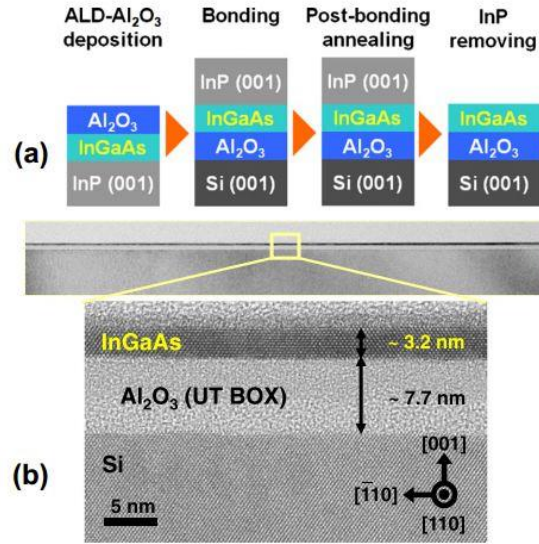 ALD-Al₂O₃ deposition
Bonding
Post-bonding annealing
InP removing
Al₂O₃
InGaAs
InP (001)
InP (001)
InGaAs
Al₂O₃
Si (001)
InP (001)
InGaAs
Al₂O₃
Si (001)
InGaAs
Al₂O₃
Si (001)
(a)
InGaAs
~ 3.2 nm
Al₂O₃ (UT BOX)
~ 7.7 nm
Si
5 nm
[001]
[1̄10]
[110]
(b)